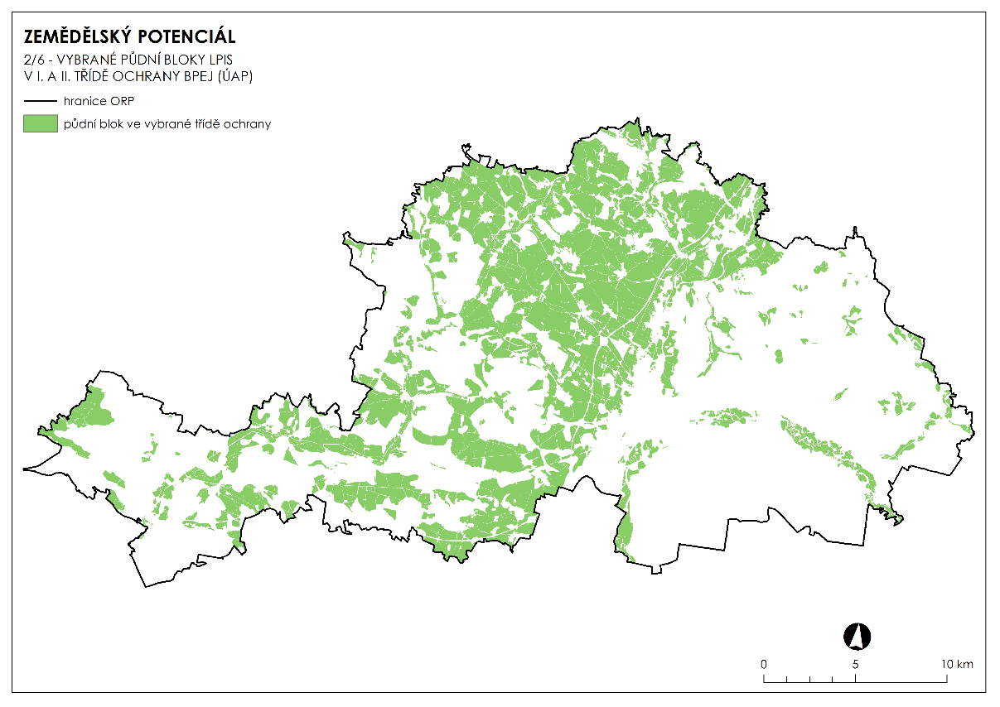 ZEMĚDĚLSKÝ POTENCIÁL
2/6 - VYBRANÉ PŮDNÍ BLOKY LPIS
V I. A II. TŘÍDĚ OCHRANY BPEJ (ÚAP)
hranice ORP
půdní blok ve vybrané třídě ochrany
0 5 10 km